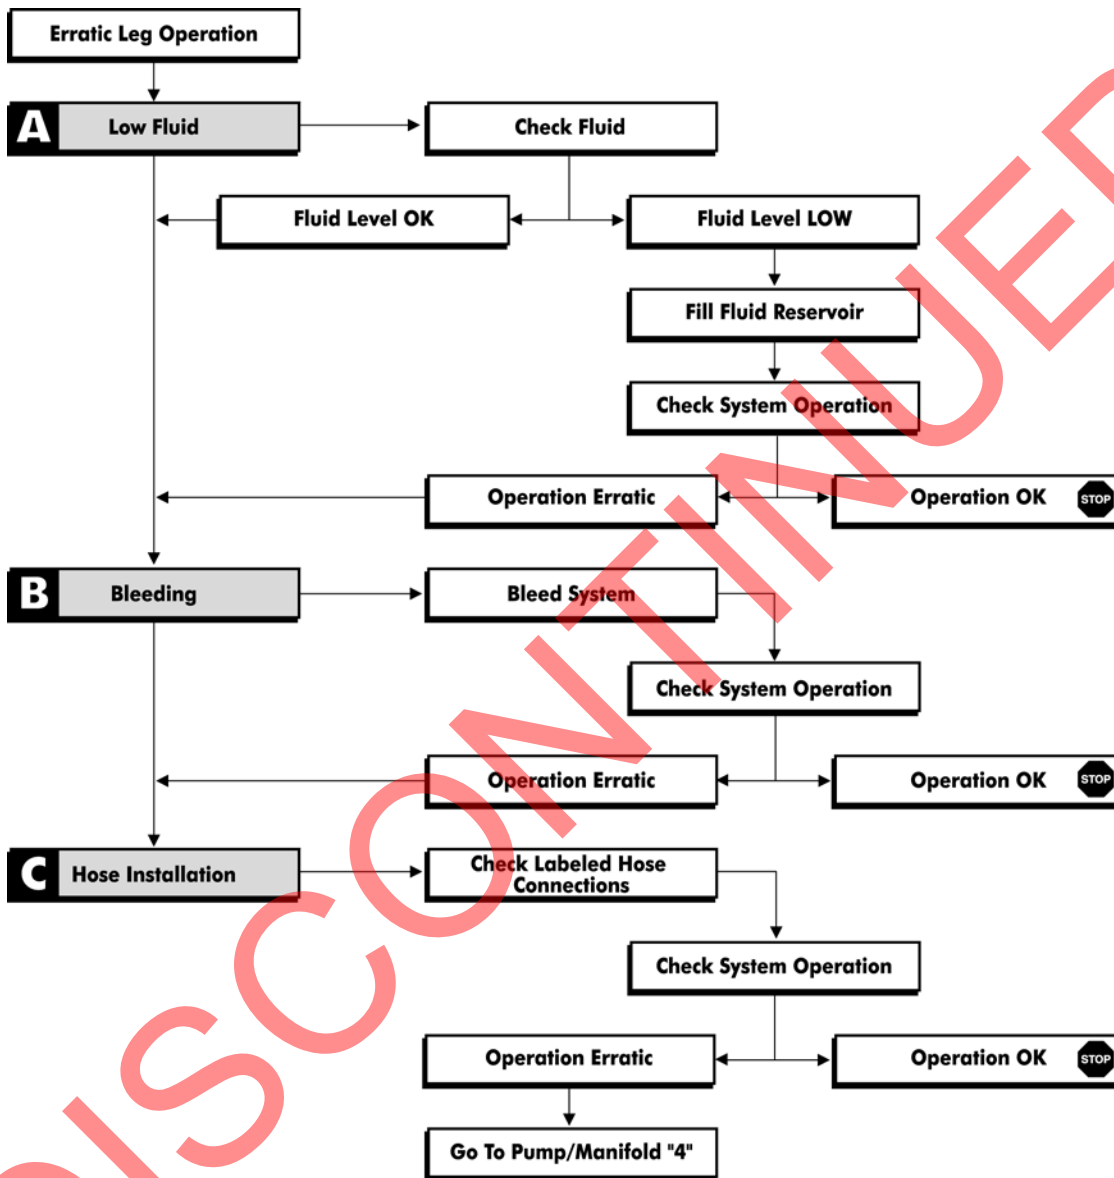 Erratic Leg Operation
A
Low Fluid
Check Fluid
Fluid Level OK
Fluid Level LOW
Fill Fluid Reservoir
Check System Operation
Operation Erratic
Operation OK
STOP
B
Bleeding
Bleed System
Check System Operation
Operation Erratic
Operation OK
STOP
C
Hose Installation
Check Labeled Hose
Connections
Check System Operation
Operation Erratic
Operation OK
STOP
Go To Pump/Manifold "4"
DISCONTINUED